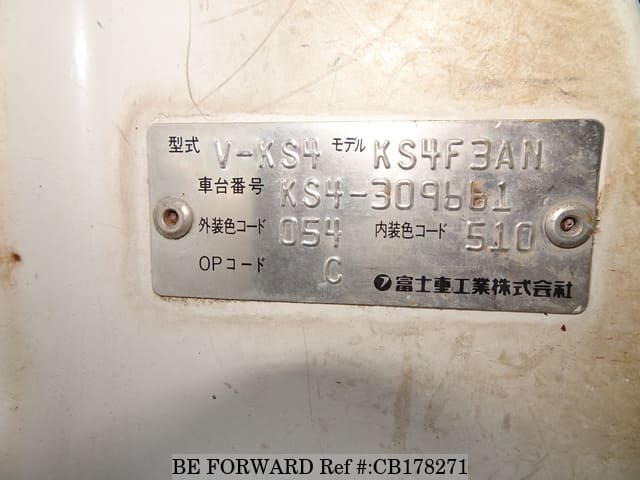 型式 V-KS4 モデル KS4F3AN
車台番号 KS4-309661
外装色コード 054 内装色コード 510
OPコード C
富士重工業株式会社
BE FORWARD Ref #:CB178271